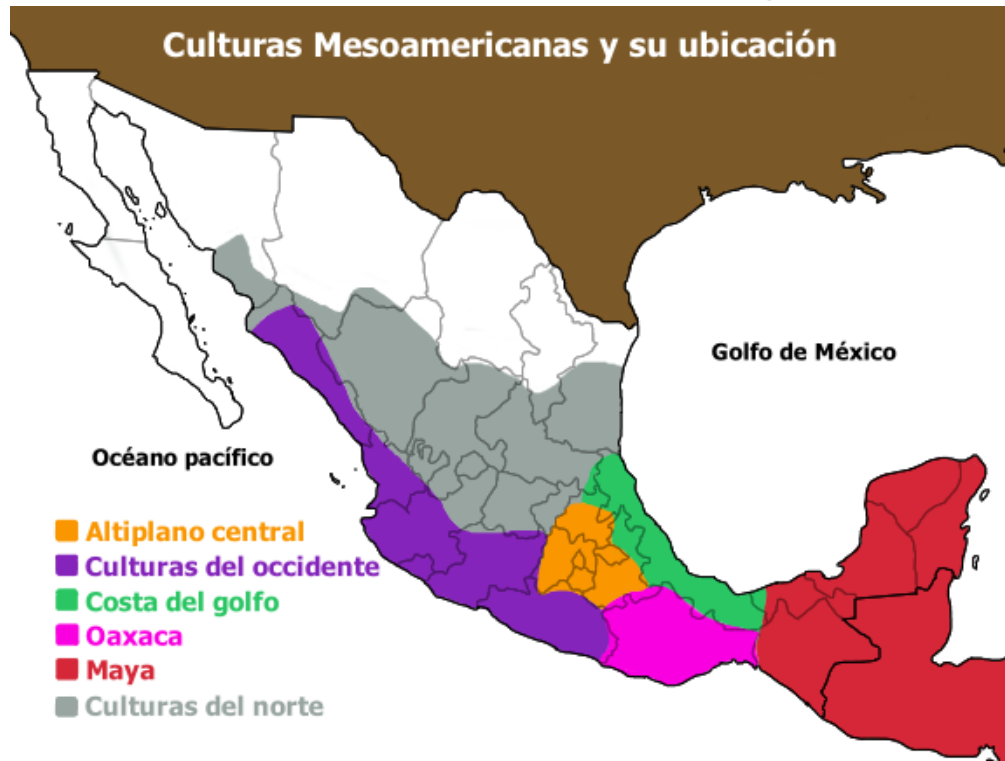 Culturas Mesoamericanas y su ubicación
Golfo de México
Océano pacífico
Altiplano central
Culturas del occidente
Costa del golfo
Oaxaca
Maya
Culturas del norte